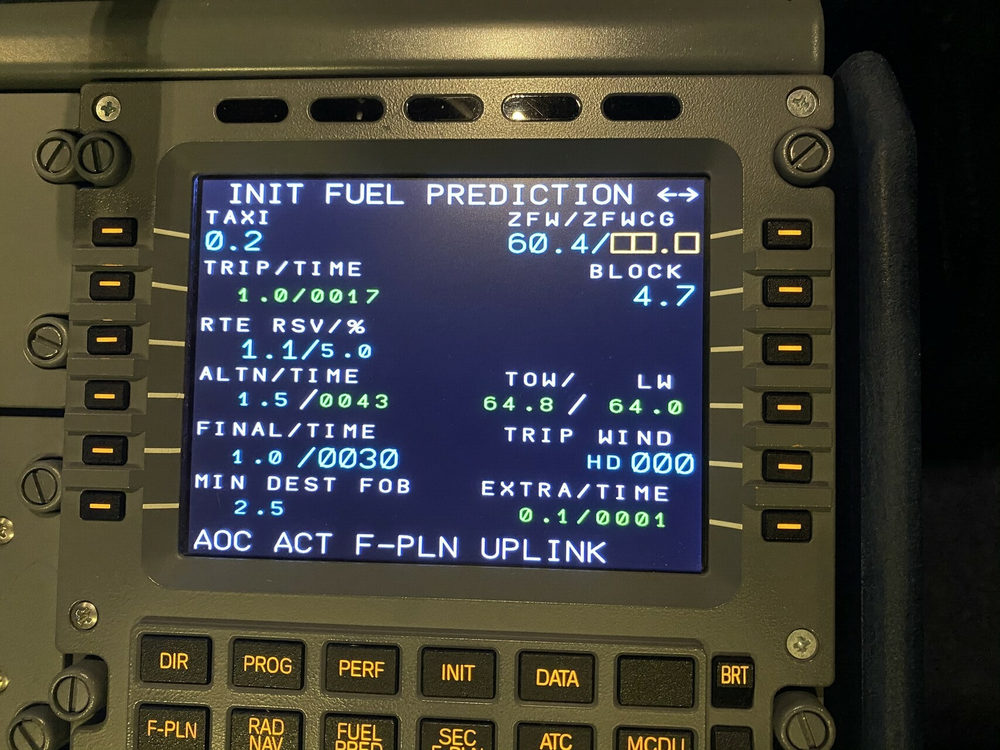 INIT FUEL PREDICTION ←→
TAXI ZFW/ZFWCG
0.2 60.4/□□.□
TRIP/TIME BLOCK
1.0/0017 4.7
RTE RSV/%
1.1/5.0
ALTN/TIME TOW/ LW
1.5/0043 64.8/ 64.0
FINAL/TIME TRIP WIND
1.0/0030 HD000
MIN DEST FOB EXTRA/TIME
2.5 0.1/0001
AOC ACT F-PLN UPLINK
DIR PROG PERF INIT DATA BRT
F-PLN RAD NAV FUEL PRED SEC F-PLN ATC MCDU